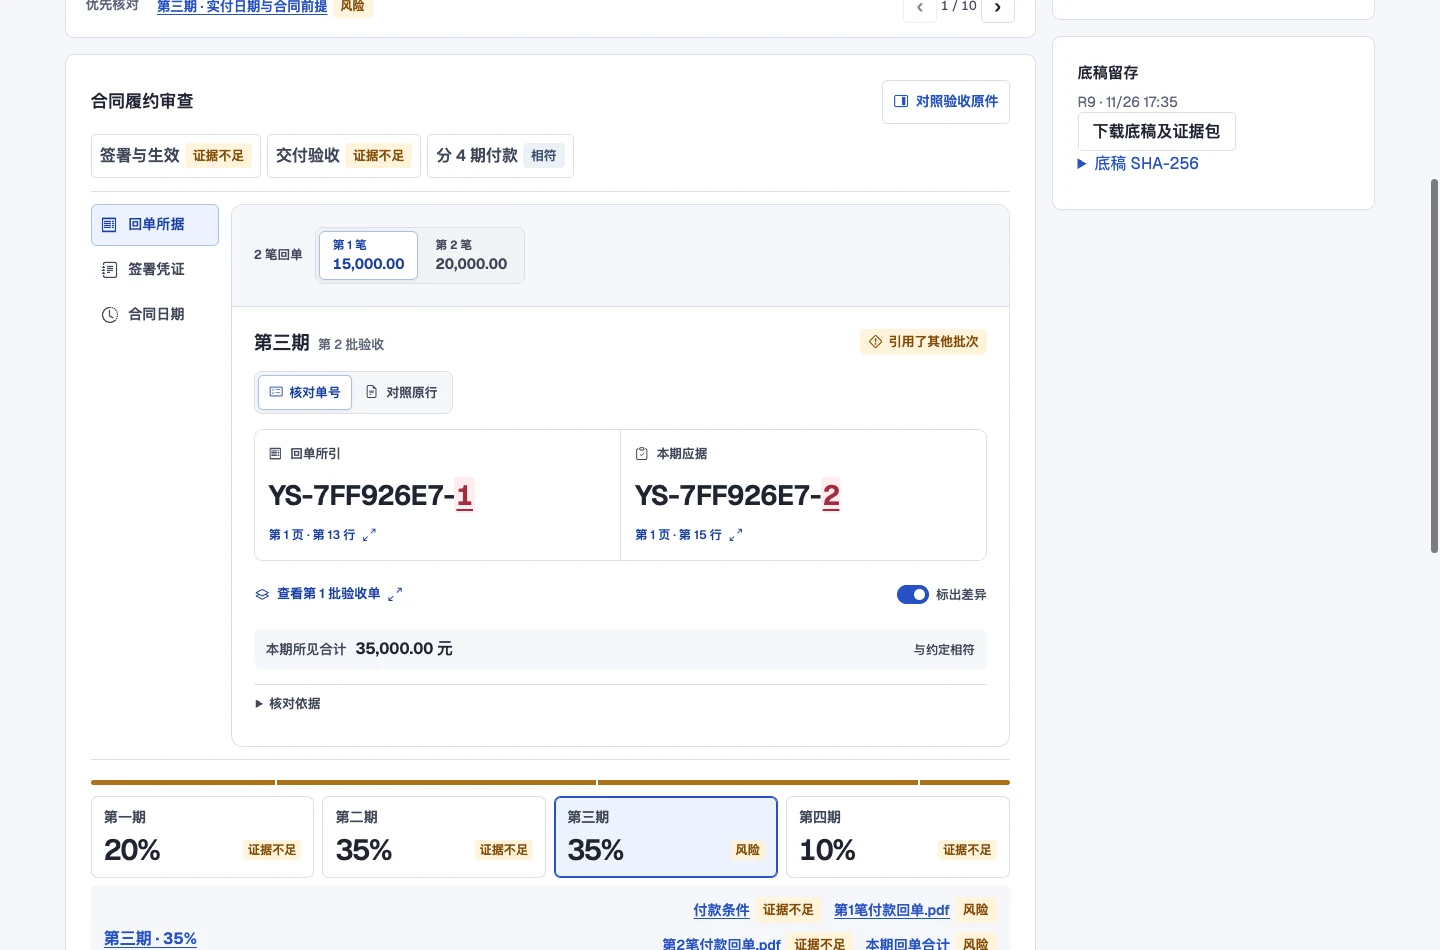 优先核对 第三期 · 实付日期与合同前提 风险
‹ 1 / 10 ›
合同履约审查
对照验收原件
签署与生效 证据不足 交付验收 证据不足 分 4 期付款 相符
回单所据
签署凭证
合同日期
2 笔回单
第 1 笔
15,000.00
第 2 笔
20,000.00
第三期 第 2 批验收
引用了其他批次
核对单号 对照原行
回单所引
YS-7FF926E7-1
第 1 页 · 第 13 行
本期应据
YS-7FF926E7-2
第 1 页 · 第 15 行
查看第 1 批验收单
标出差异
本期所见合计 35,000.00 元
与约定相符
核对依据
第一期
20% 证据不足
第二期
35% 证据不足
第三期
35% 风险
第四期
10% 证据不足
付款条件 证据不足 第1笔付款回单.pdf 风险
第三期 · 35%
第2笔付款回单.pdf 证据不足 本期回单合计 风险
底稿留存
R9 · 11/26 17:35
下载底稿及证据包
底稿 SHA-256